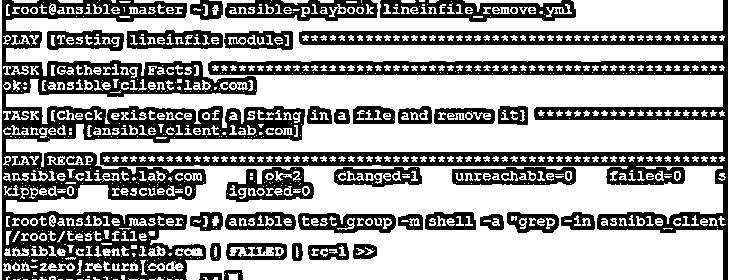 [root@ansible_master ~]# ansible-playbook lineinfile_remove.yml
PLAY [Testing lineinfile module] ****************************************************
TASK [Gathering Facts] **************************************************************
ok: [ansible_client.lab.com]
TASK [Check existence of a String in a file and remove it] **************************
changed: [ansible_client.lab.com]
PLAY RECAP **************************************************************************
ansible_client.lab.com : ok=2 changed=1 unreachable=0 failed=0 s
kipped=0 rescued=0 ignored=0
[root@ansible_master ~]# ansible test_group -m shell -a "grep -in asnible_client
/root/test_file
ansible_client.lab.com | FAILED | rc=1 >>
non-zero return code